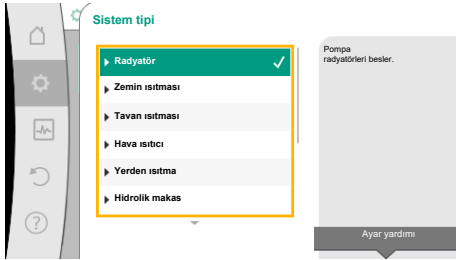 Sistem tipi
Radyatör
Zemin ısıtması
Tavan ısıtması
Hava ısıtıcı
Yerden ısıtma
Hidrolik makas
Pompa
radyatörleri besler.
Ayar yardımı
?